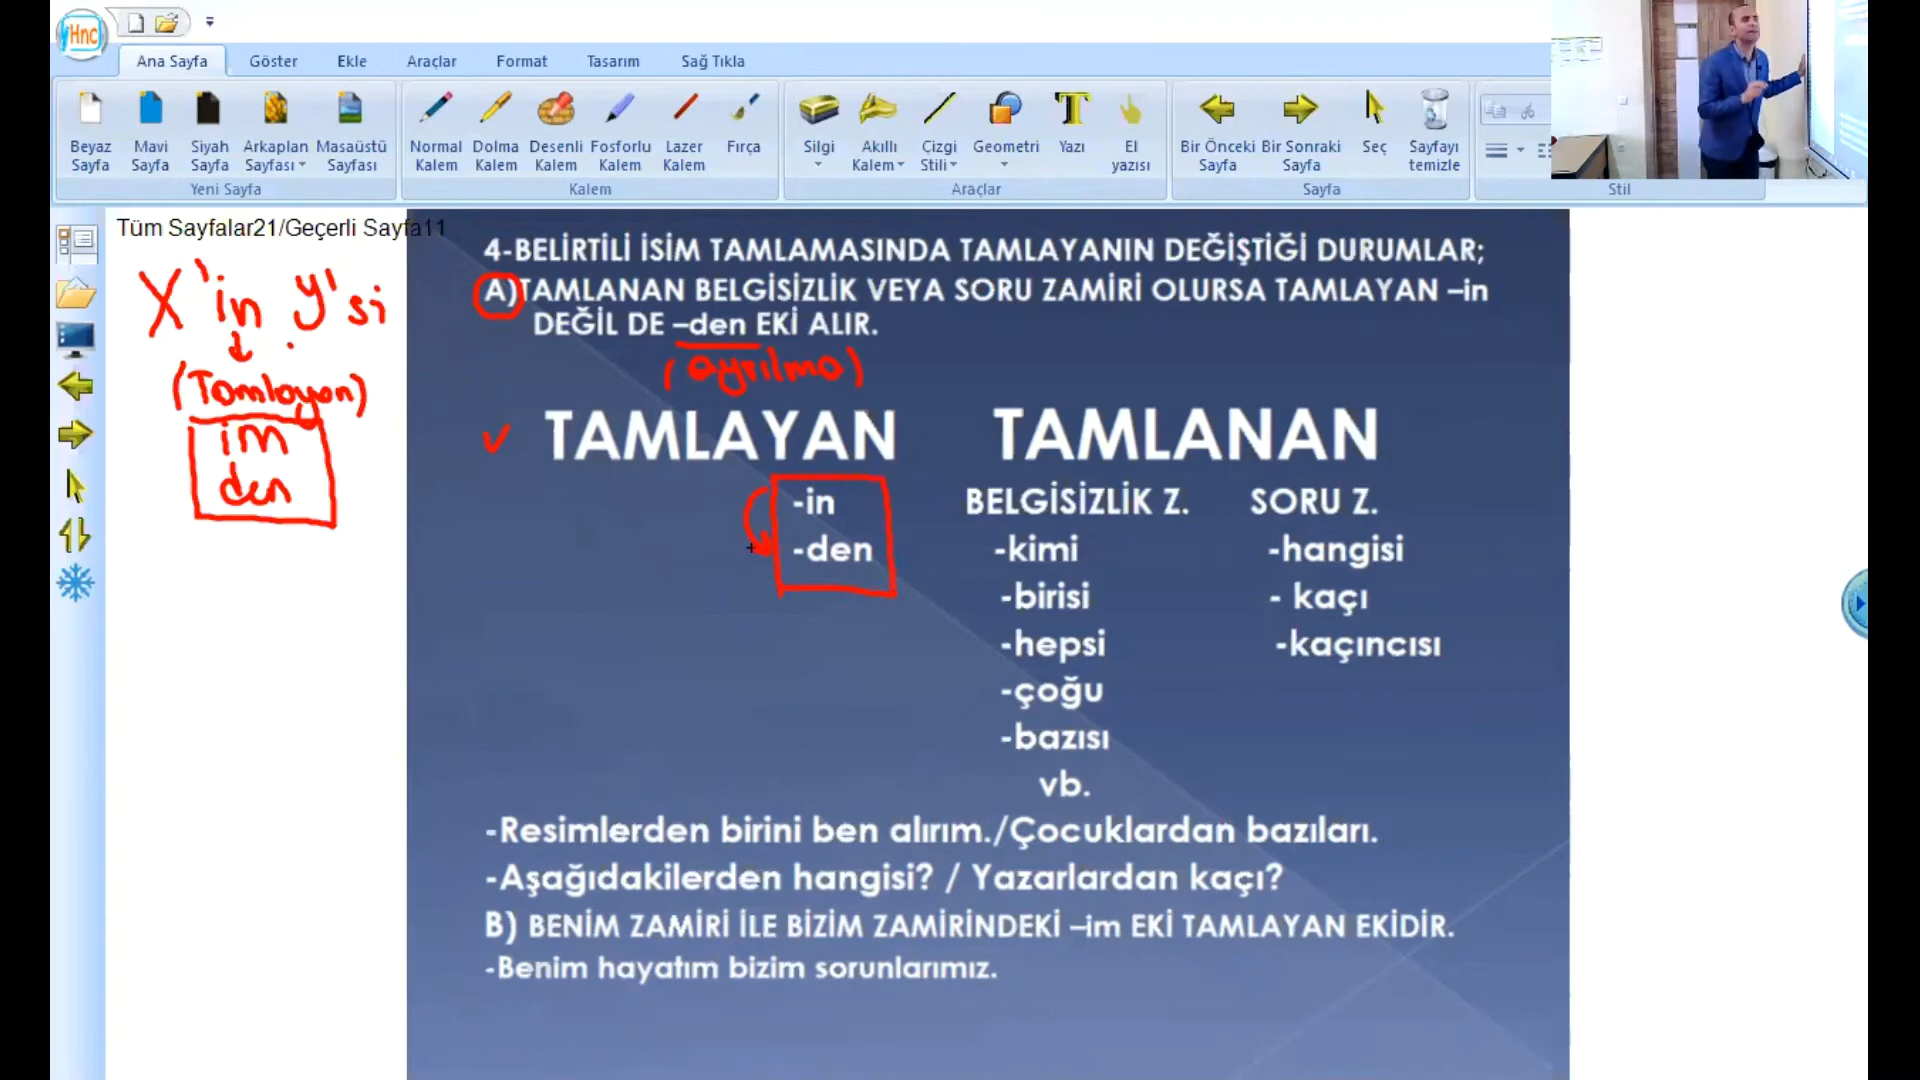 Hnc
Ana Sayfa Göster Ekle Araçlar Format Tasarım Sağ Tıkla
Beyaz Sayfa Mavi Sayfa Siyah Sayfa Arkaplan Sayfası Masaüstü Sayfası
Yeni Sayfa
Normal Kalem Dolma Kalem Desenli Kalem Fosforlu Kalem Lazer Kalem Fırça
Kalem
Silgi Akıllı Kalem Çizgi Stili Geometri Yazı El yazısı
Araçlar
Bir Önceki Sayfa Bir Sonraki Sayfa Seç Sayfayı temizle
Sayfa
Stil
Tüm Sayfalar21/Geçerli Sayfa11
X'in y'si
(Tamlayan)
im
den
4-BELİRTİLİ İSİM TAMLAMASINDA TAMLAYANIN DEĞİŞTİĞİ DURUMLAR;
A)TAMLANAN BELGİSİZLİK VEYA SORU ZAMİRİ OLURSA TAMLAYAN –in
DEĞİL DE –den EKİ ALIR.
(ayrılma)
TAMLAYAN TAMLANAN
-in BELGİSİZLİK Z. SORU Z.
-den -kimi -hangisi
-birisi - kaçı
-hepsi -kaçıncısı
-çoğu
-bazısı
vb.
-Resimlerden birini ben alırım./Çocuklardan bazıları.
-Aşağıdakilerden hangisi? / Yazarlardan kaçı?
B) BENİM ZAMİRİ İLE BİZİM ZAMİRİNDEKİ –im EKİ TAMLAYAN EKİDİR.
-Benim hayatım bizim sorunlarımız.